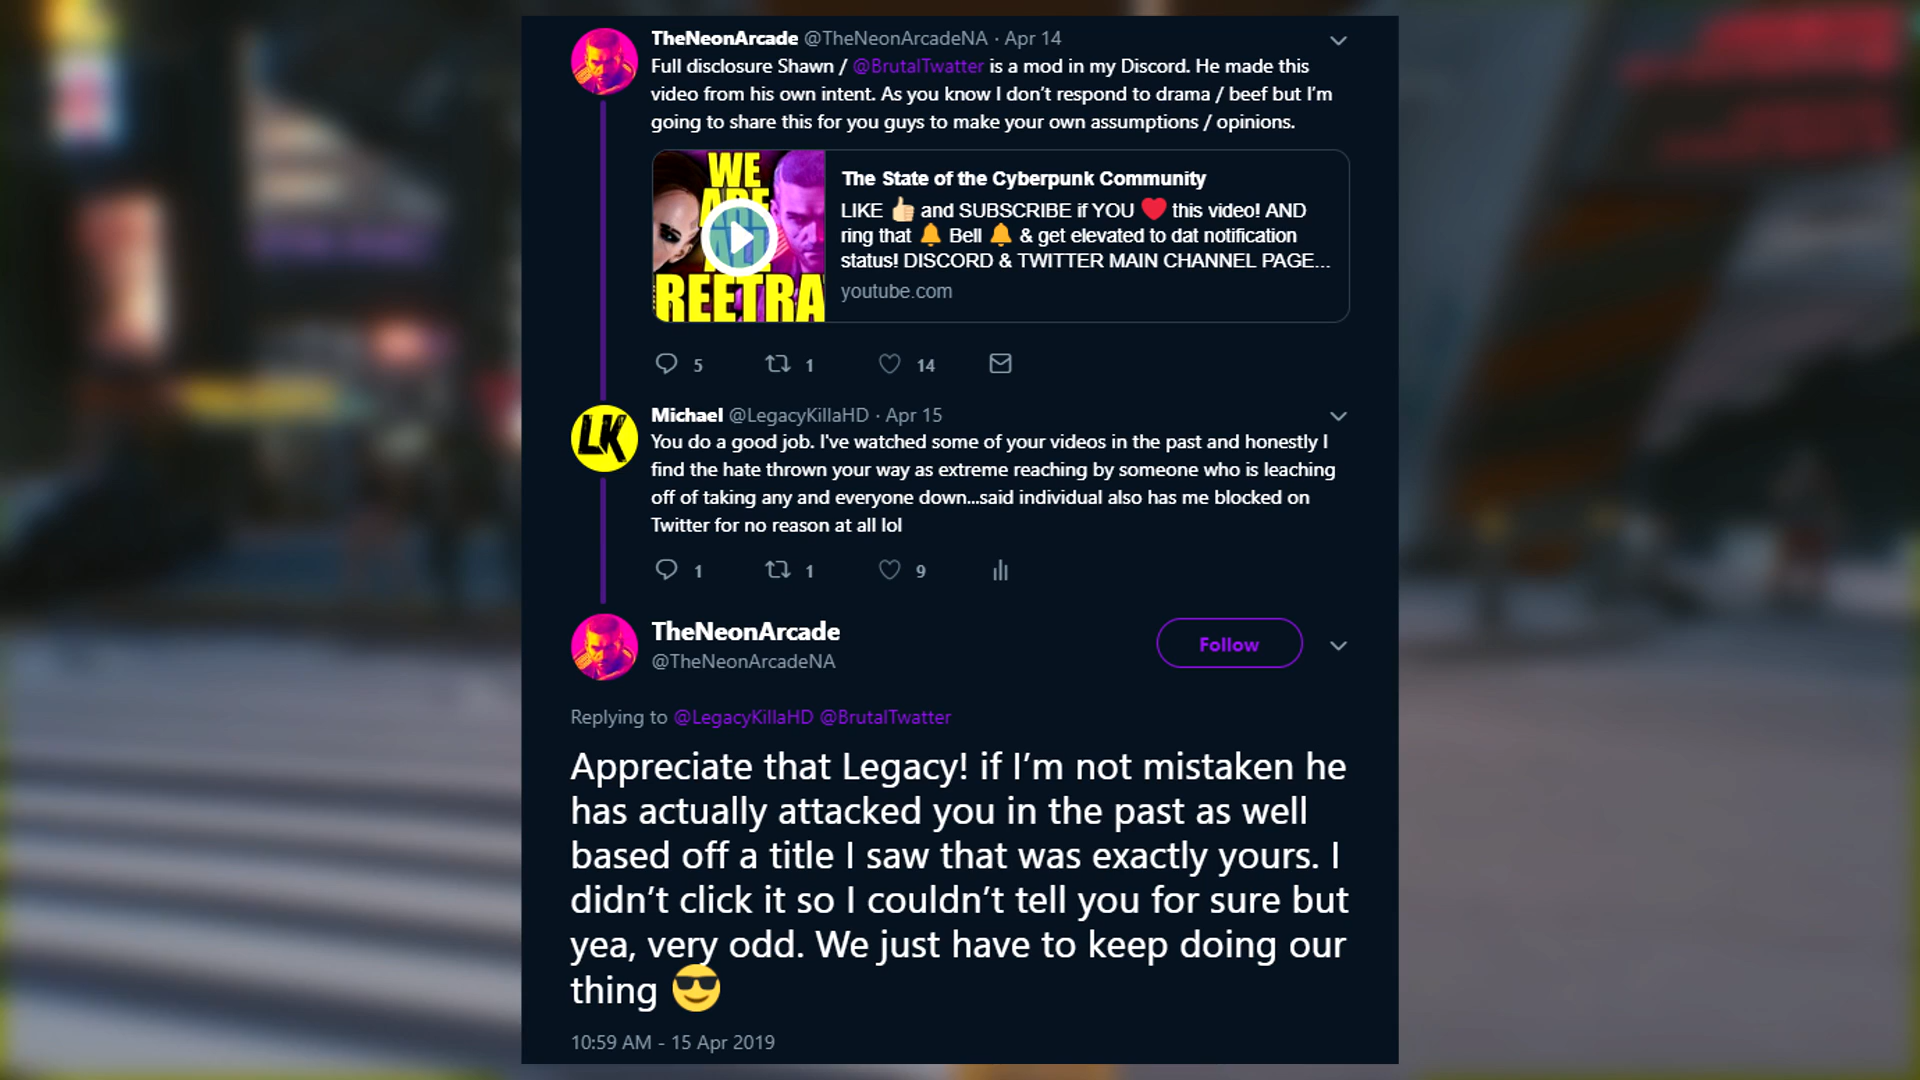 TheNeonArcade @TheNeonArcadeNA · Apr 14
Full disclosure Shawn / @BrutalTwatter is a mod in my Discord. He made this
video from his own intent. As you know I don’t respond to drama / beef but I’m
going to share this for you guys to make your own assumptions / opinions.
WE
ARE
ALL
REETRA
The State of the Cyberpunk Community
LIKE 👍🏻 and SUBSCRIBE if YOU ❤️ this video! AND
ring that 🔔 Bell 🔔 & get elevated to dat notification
status! DISCORD & TWITTER MAIN CHANNEL PAGE...
youtube.com
5 1 14
LK
Michael @LegacyKillaHD · Apr 15
You do a good job. I've watched some of your videos in the past and honestly I
find the hate thrown your way as extreme reaching by someone who is leaching
off of taking any and everyone down...said individual also has me blocked on
Twitter for no reason at all lol
1 1 9
TheNeonArcade
@TheNeonArcadeNA
Follow
Replying to @LegacyKillaHD @BrutalTwatter
Appreciate that Legacy! if I’m not mistaken he
has actually attacked you in the past as well
based off a title I saw that was exactly yours. I
didn’t click it so I couldn’t tell you for sure but
yea, very odd. We just have to keep doing our
thing 😎
10:59 AM - 15 Apr 2019